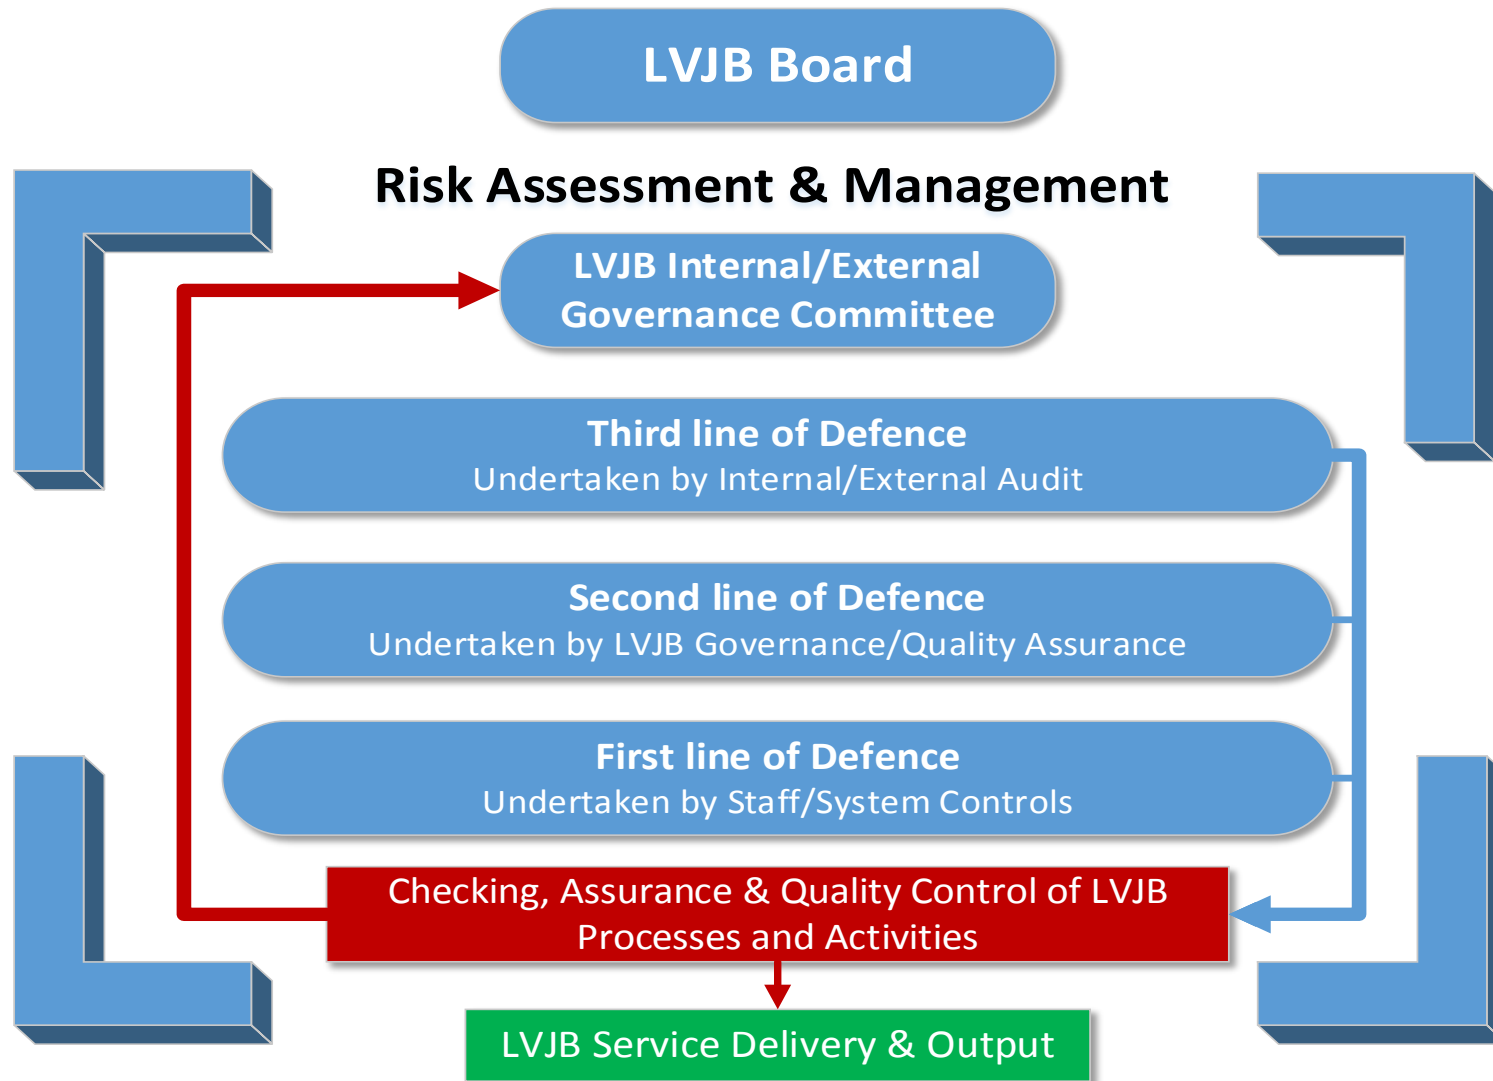 LVJB Board
Risk Assessment & Management
LVJB Internal/External
Governance Committee
Third line of Defence
Undertaken by Internal/External Audit
Second line of Defence
Undertaken by LVJB Governance/Quality Assurance
First line of Defence
Undertaken by Staff/System Controls
Checking, Assurance & Quality Control of LVJB
Processes and Activities
LVJB Service Delivery & Output